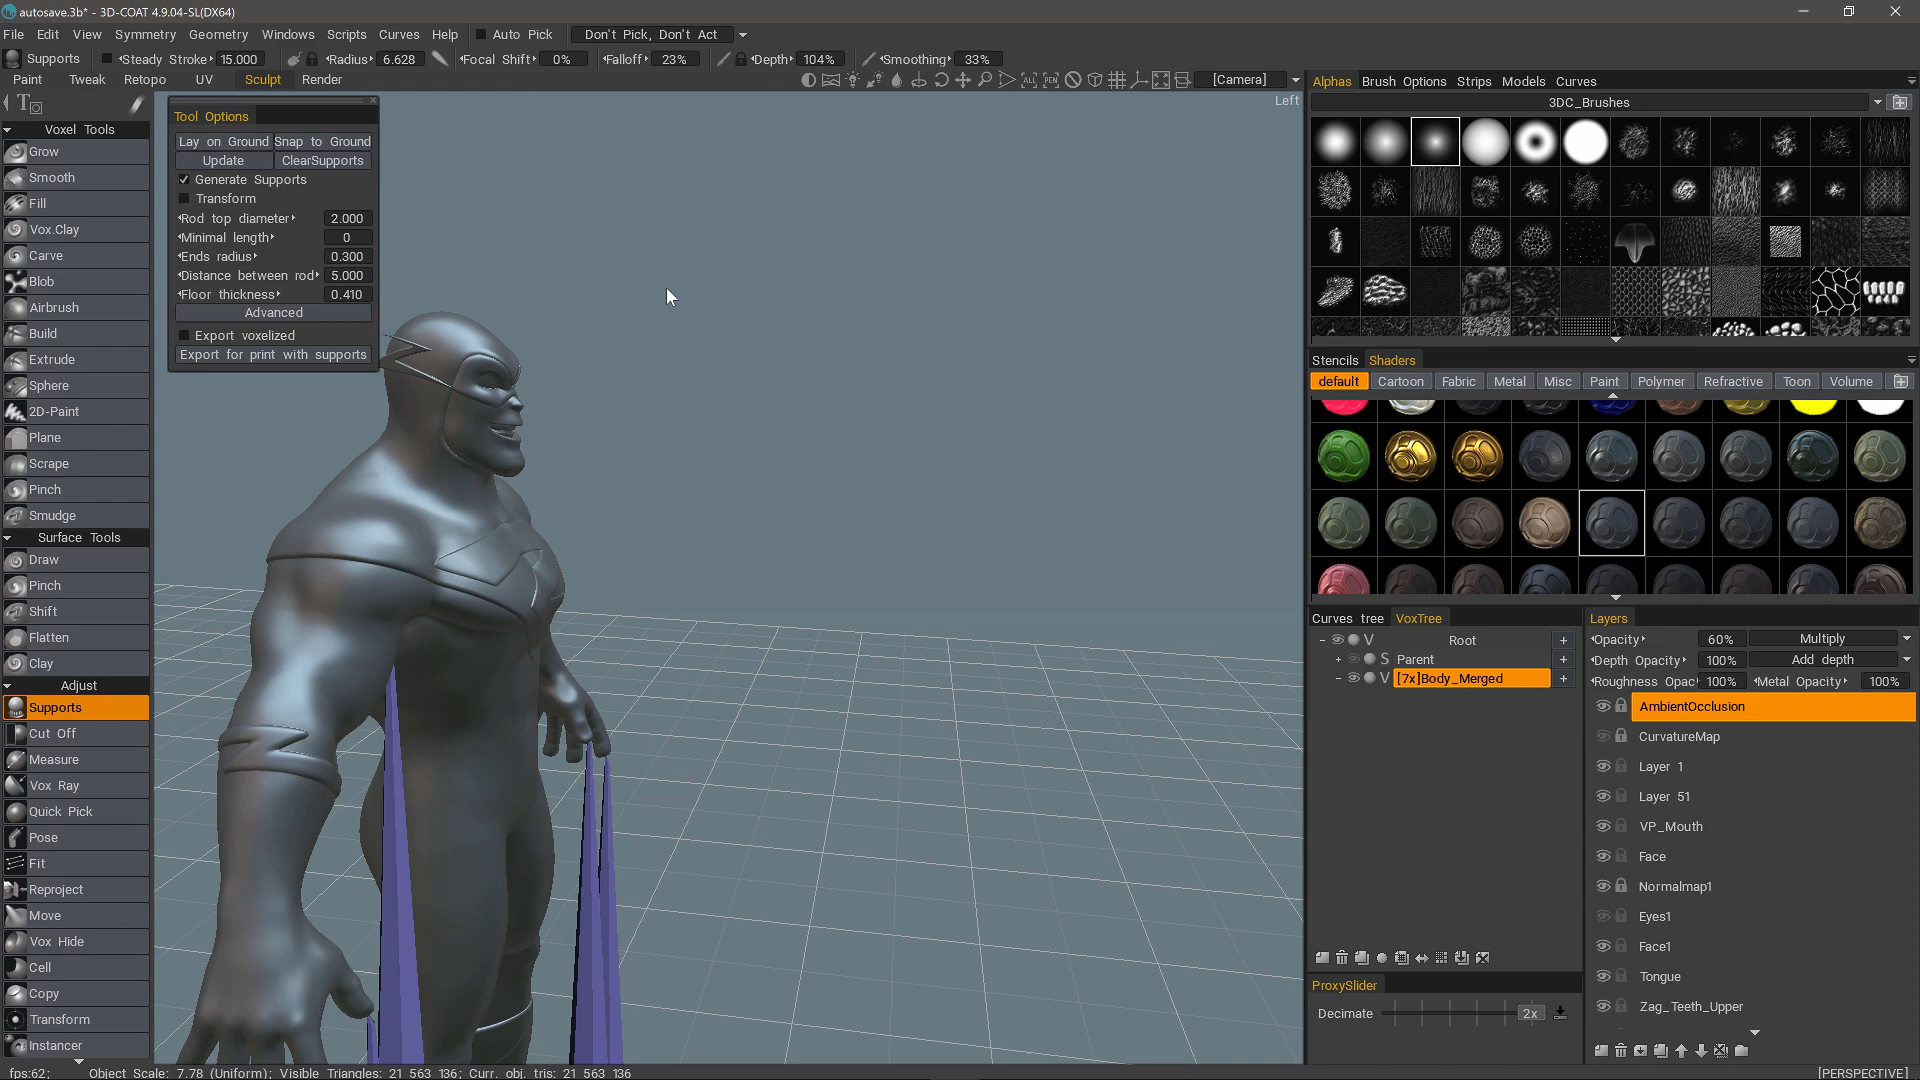 autosave.3b* - 3D-COAT 4.9.04-SL(DX64)
File Edit View Symmetry Geometry Windows Scripts Curves Help Auto Pick Don't Pick, Don't Act
Supports Steady Stroke 15.000 Radius 6.628 Focal Shift 0% Falloff 23% Depth 104% Smoothing 33%
Paint Tweak Retopo UV Sculpt Render [Camera]
Left
Voxel Tools
Grow
Smooth
Fill
Vox.Clay
Carve
Blob
Airbrush
Build
Extrude
Sphere
2D-Paint
Plane
Scrape
Pinch
Smudge
Surface Tools
Draw
Pinch
Shift
Flatten
Clay
Adjust
Supports
Cut Off
Measure
Vox Ray
Quick Pick
Pose
Fit
Reproject
Move
Vox Hide
Cell
Copy
Transform
Instancer
Tool Options
Lay on Ground Snap to Ground
Update ClearSupports
Generate Supports
Transform
Rod top diameter 2.000
Minimal length 0
Ends radius 0.300
Distance between rod 5.000
Floor thickness 0.410
Advanced
Export voxelized
Export for print with supports
Alphas Brush Options Strips Models Curves
3DC_Brushes
Stencils Shaders
default Cartoon Fabric Metal Misc Paint Polymer Refractive Toon Volume
Curves tree VoxTree
V Root +
+ S Parent +
- V [7x]Body_Merged +
ProxySlider
Decimate 2x
Layers
Opacity 60% Multiply
Depth Opacity 100% Add depth
Roughness Opac 100% Metal Opacity 100%
AmbientOcclusion
CurvatureMap
Layer 1
Layer 51
VP_Mouth
Face
Normalmap1
Eyes1
Face1
Tongue
Zag_Teeth_Upper
fps:62; Object Scale: 7.78 (Uniform); Visible Triangles: 21 563 136; Curr. obj. tris: 21 563 136
[PERSPECTIVE]